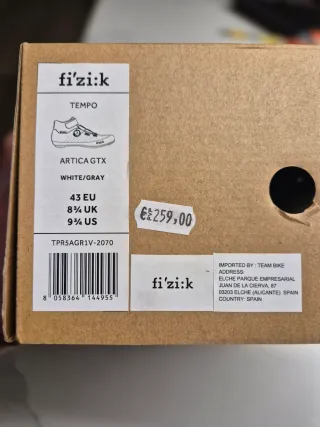 fi'zi:k
TEMPO
ARTICA GTX
WHITE/GRAY
43 EU
8¾ UK
9¾ US
TPR5AGR1V-2070
8 058364 144955
€259,00
fi'zi:k
IMPORTED BY : TEAM BIKE
ADDRESS:
ELCHE PARQUE EMPRESARIAL
JUAN DE LA CIERVA, 87
03203 ELCHE (ALICANTE). SPAIN
COUNTRY: SPAIN